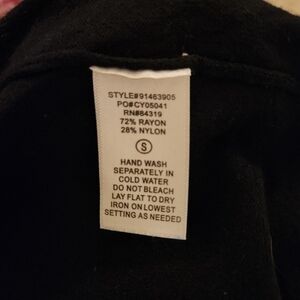 STYLE#91463905
PO#CY05041
RN#84319
72% RAYON
28% NYLON
S
HAND WASH
SEPARATELY IN
COLD WATER
DO NOT BLEACH
LAY FLAT TO DRY
IRON ON LOWEST
SETTING AS NEEDED